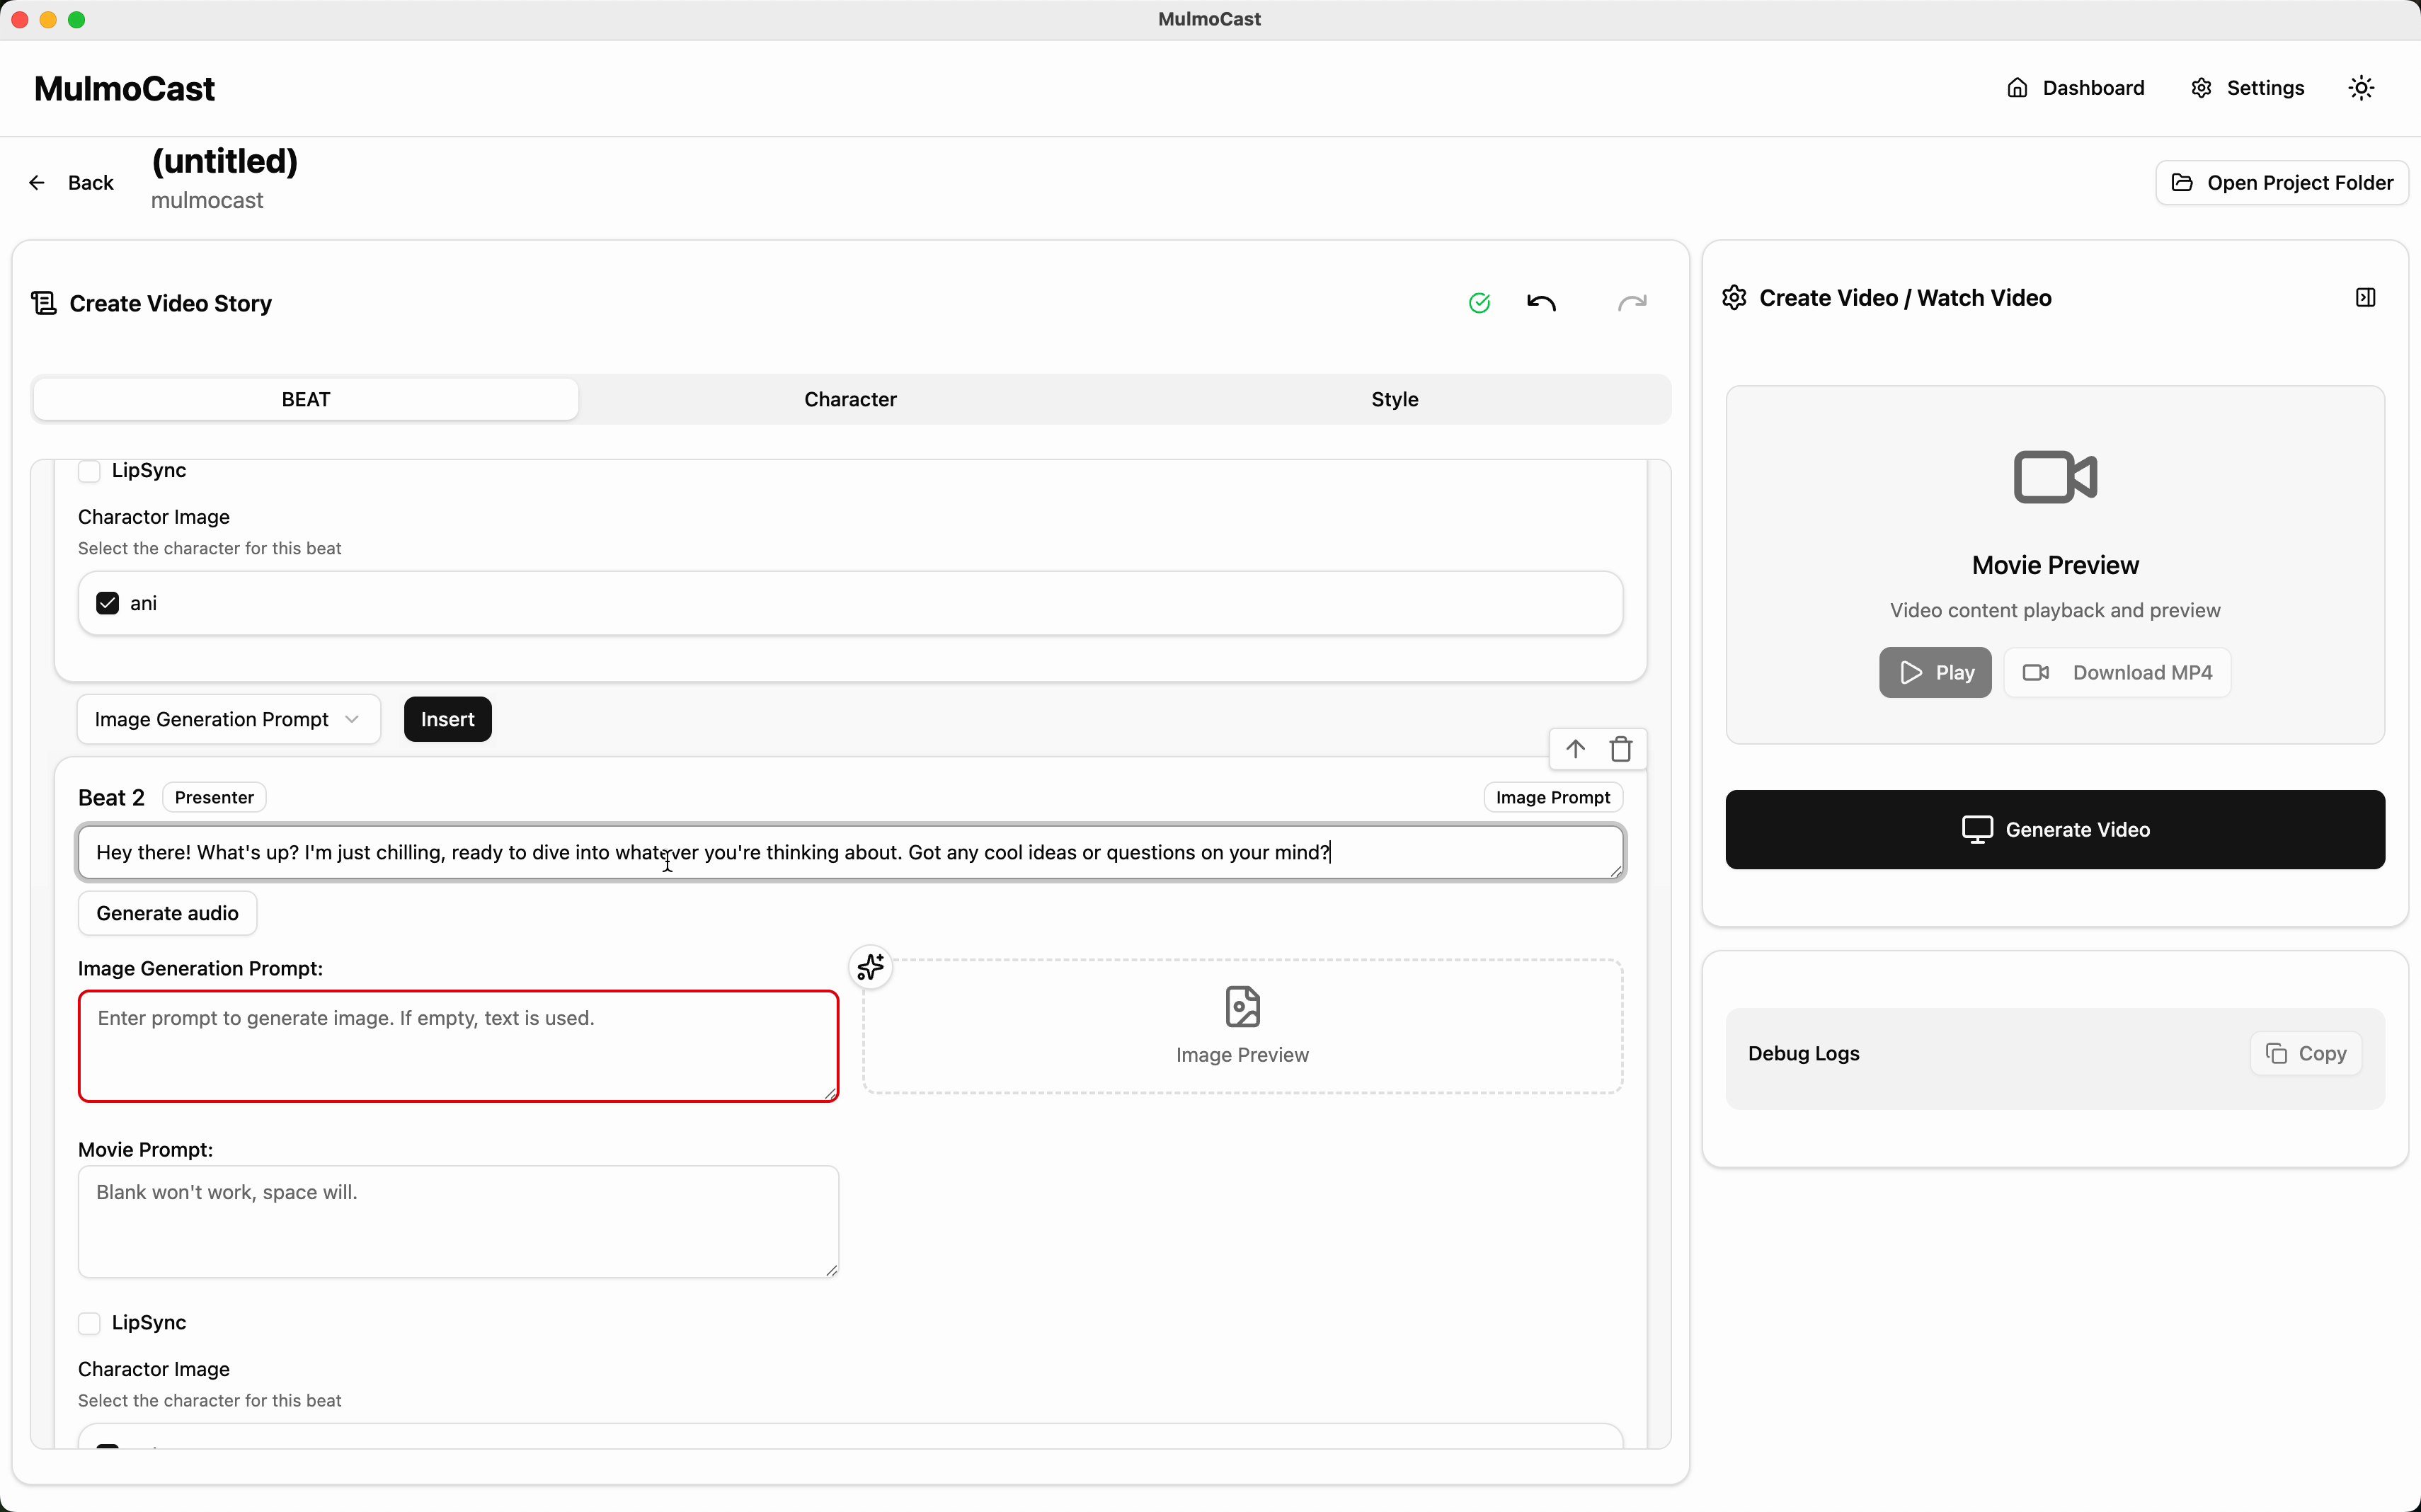 MulmoCast
MulmoCast
Dashboard
Settings
Back
(untitled)
mulmocast
Open Project Folder
Create Video Story
BEAT
Character
Style
LipSync
Charactor Image
Select the character for this beat
ani
Image Generation Prompt
Insert
Beat 2
Presenter
Image Prompt
Hey there! What's up? I'm just chilling, ready to dive into whatever you're thinking about. Got any cool ideas or questions on your mind?
Generate audio
Image Generation Prompt:
Enter prompt to generate image. If empty, text is used.
Image Preview
Movie Prompt:
Blank won't work, space will.
LipSync
Charactor Image
Select the character for this beat
Create Video / Watch Video
Movie Preview
Video content playback and preview
Play
Download MP4
Generate Video
Debug Logs
Copy